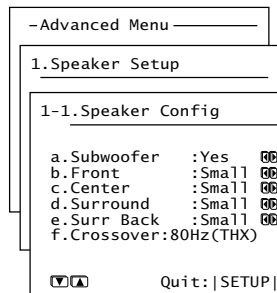 -Advanced Menu
1.Speaker Setup
1-1.Speaker Config
a.Subwoofer :Yes
b.Front :Small
c.Center :Small
d.Surround :Small
e.Surr Back :Small
f.Crossover:80Hz(THX)
Quit:|SETUP|